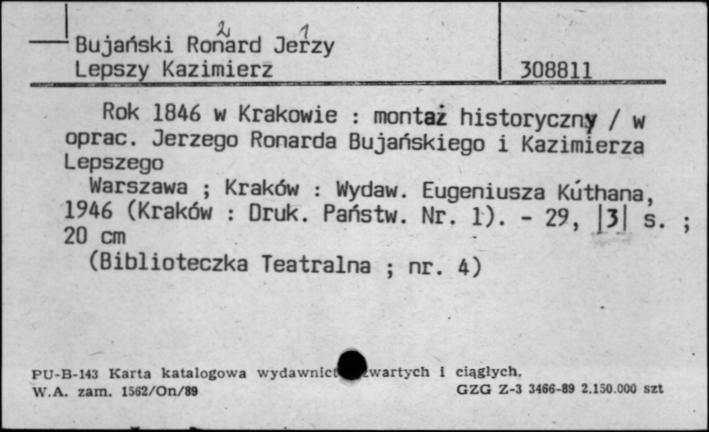 2 1
Bujański Ronard Jerzy
Lepszy Kazimierz 308811
Rok 1846 w Krakowie : montaż historyczny / w
oprac. Jerzego Ronarda Bujańskiego i Kazimierza
Lepszego
Warszawa ; Kraków : Wydaw. Eugeniusza Kuthana,
1946 (Kraków : Druk. Państw. Nr. 1). - 29, |3| s. ;
20 cm
(Biblioteczka Teatralna ; nr. 4)
PU-B-143 Karta katalogowa wydawnict wartych i ciągłych.
W.A. zam. 1562/On/89 GZG Z-3 3466-89 2.150.000 szt